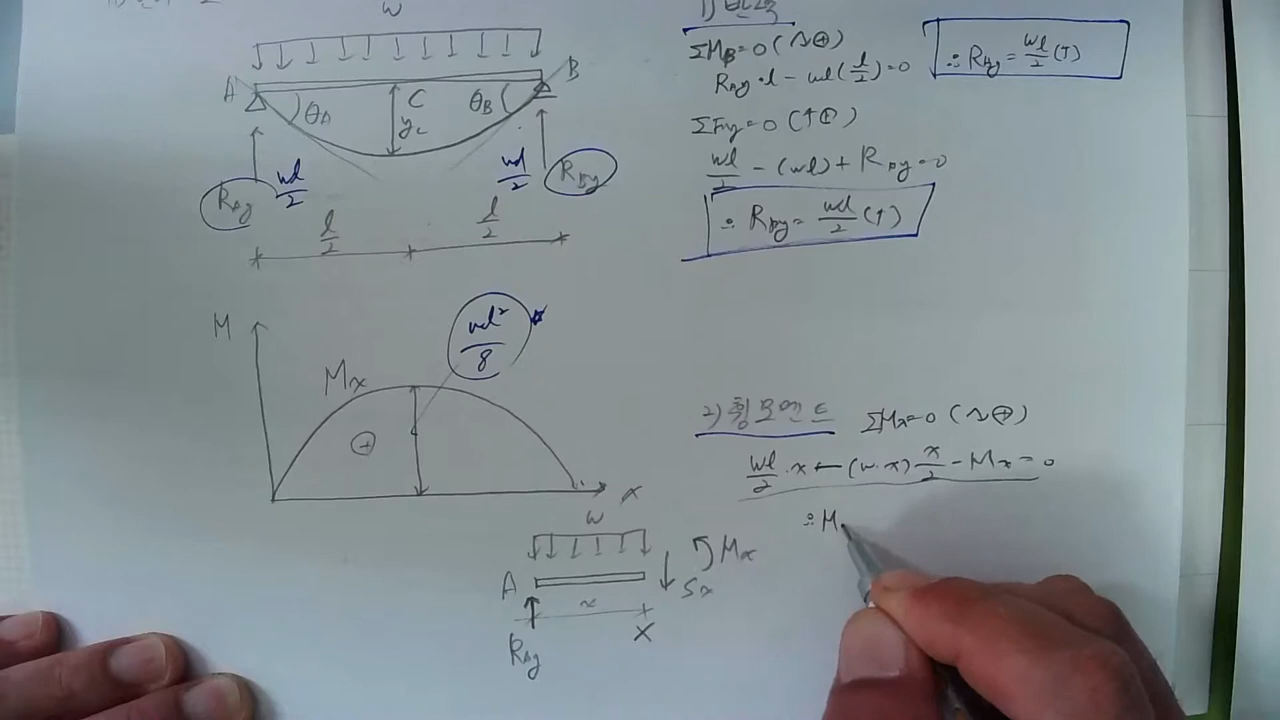 w
A
B
θA
C
yc
θB
RAy
wl/2
wl/2
RBy
l/2
l/2
M
Mx
⊕
wl²/8
x
w
A
x
Sx
Mx
RAy
X
1) 반력
ΣMB=0 (↷⊕)
RAy·l - wl(l/2)=0
∴ RAy = wl/2 (↑)
ΣFy=0 (↑⊕)
wl/2 - (wl) + RBy=0
∴ RBy = wl/2 (↑)
2) 휨모멘트 ΣMx=0 (↷⊕)
wl/2 · x - (w·x) x/2 - Mx = 0
∴ M